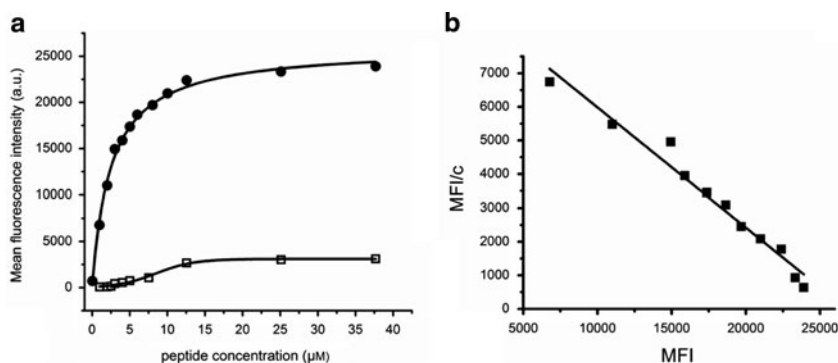 a
Mean fluorescence intensity (a.u.)
25000
20000
15000
10000
5000
0
0 5 10 15 20 25 30 35 40
peptide concentration (μM)
b
MFI/c
7000
6000
5000
4000
3000
2000
1000
0
5000 10000 15000 20000 25000
MFI